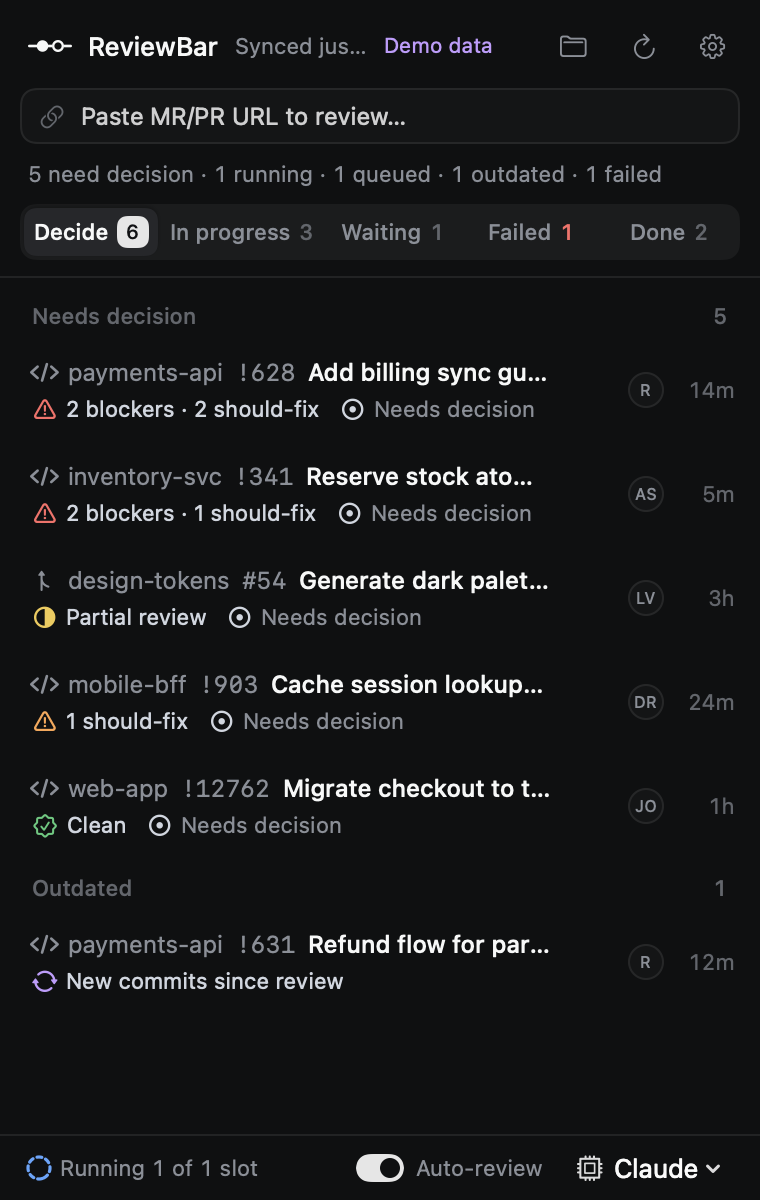 ReviewBar Synced jus... Demo data
Paste MR/PR URL to review...
5 need decision · 1 running · 1 queued · 1 outdated · 1 failed
Decide 6 In progress 3 Waiting 1 Failed 1 Done 2
Needs decision 5
payments-api !628 Add billing sync gu... R 14m
2 blockers · 2 should-fix Needs decision
inventory-svc !341 Reserve stock ato... AS 5m
2 blockers · 1 should-fix Needs decision
design-tokens #54 Generate dark palet... LV 3h
Partial review Needs decision
mobile-bff !903 Cache session lookup... DR 24m
1 should-fix Needs decision
web-app !12762 Migrate checkout to t... JO 1h
Clean Needs decision
Outdated 1
payments-api !631 Refund flow for par... R 12m
New commits since review
Running 1 of 1 slot Auto-review Claude